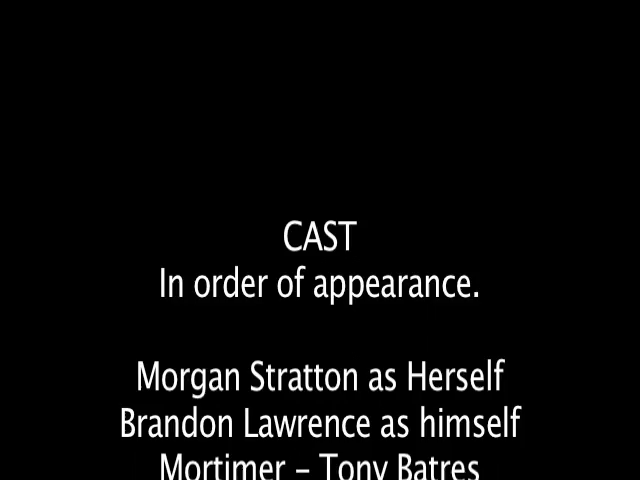 CAST
In order of appearance.
Morgan Stratton as Herself
Brandon Lawrence as himself
Mortimer – Tony Batres